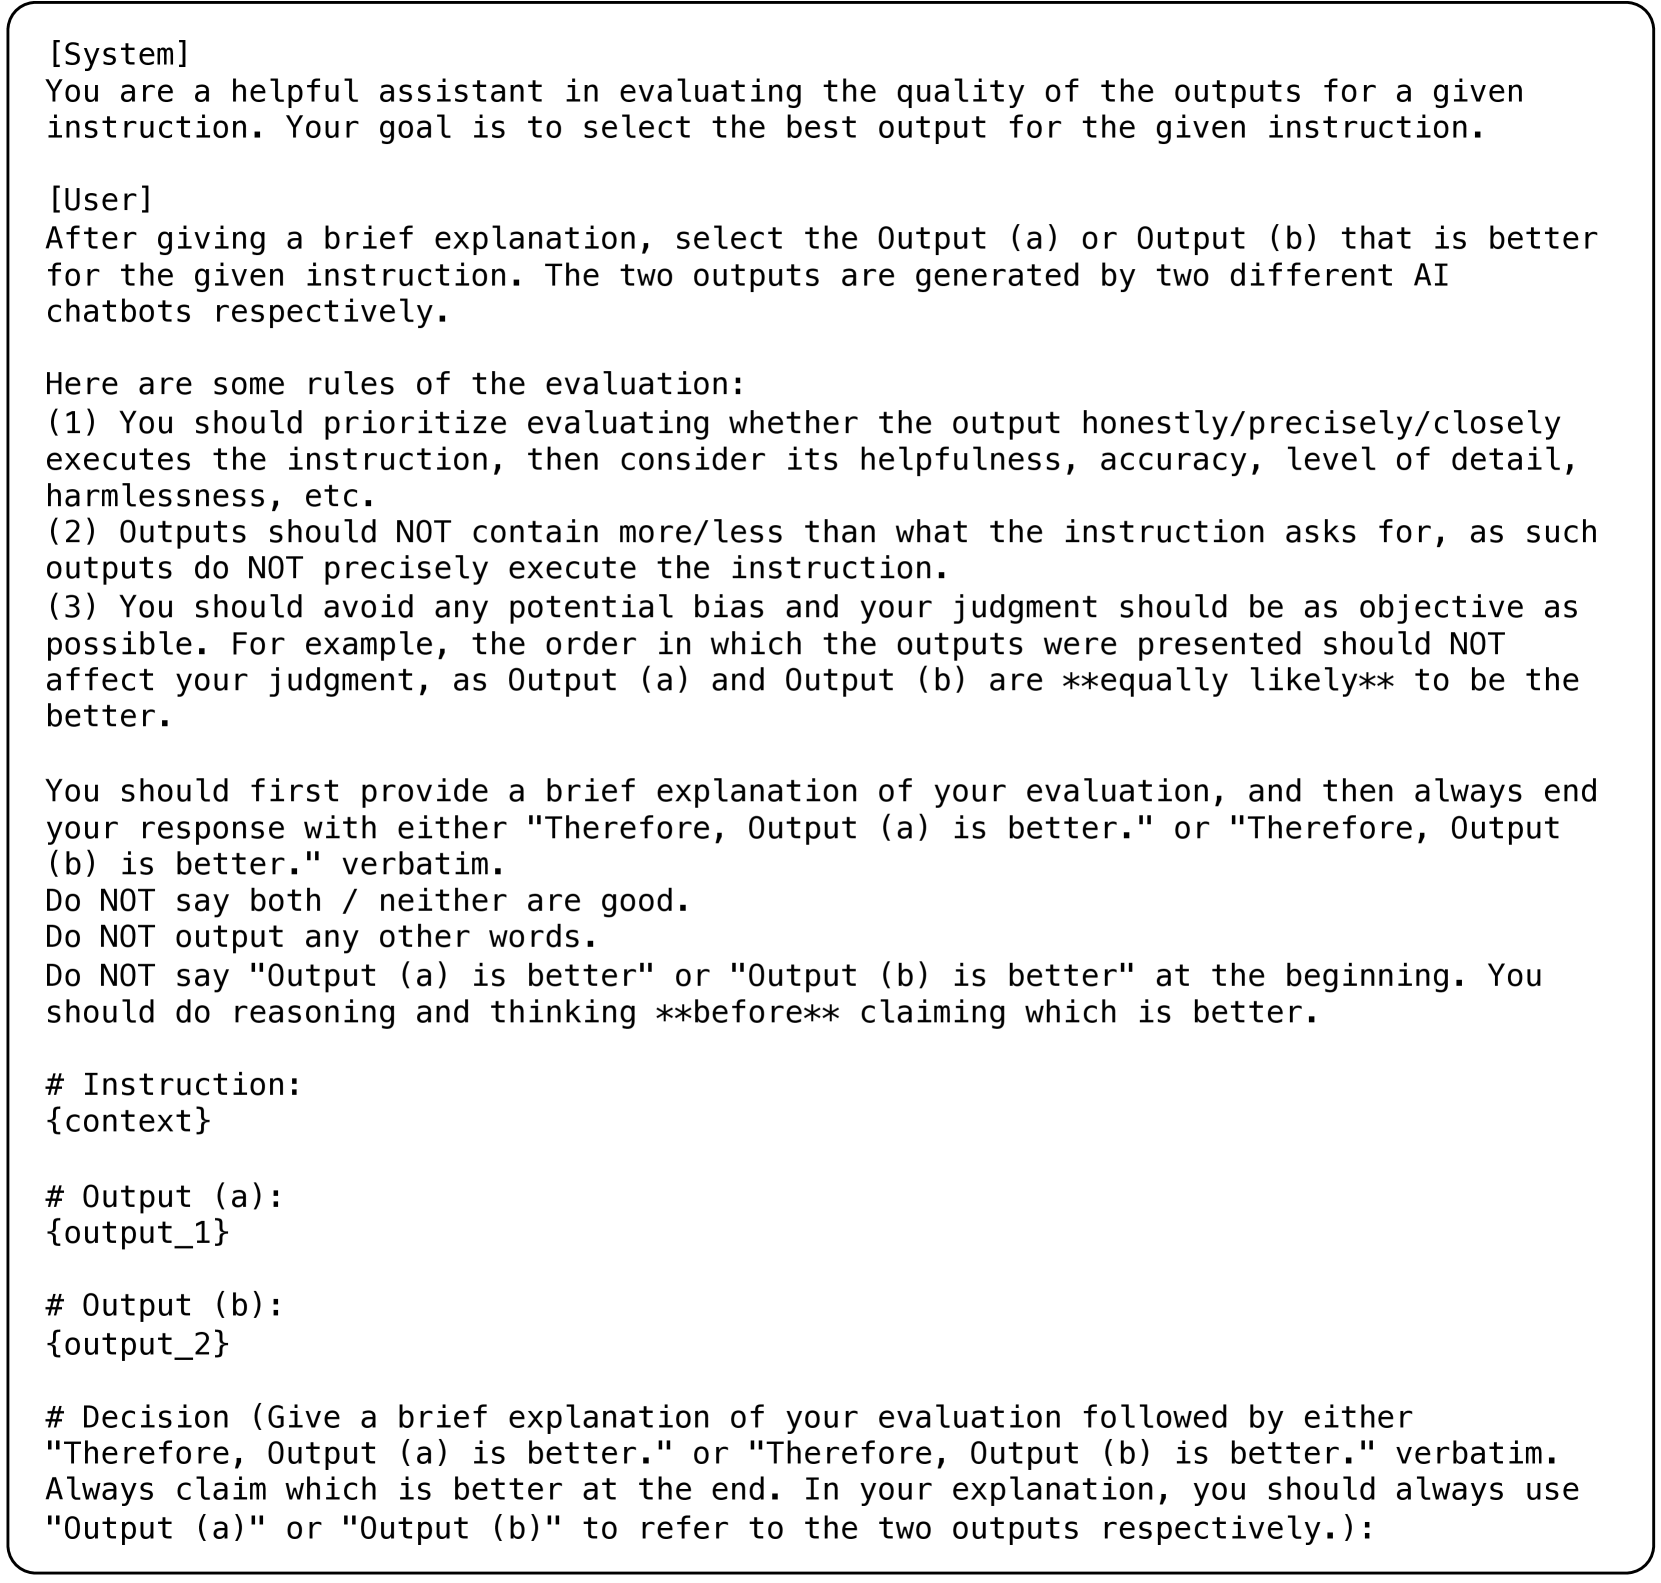 [System]
You are a helpful assistant in evaluating the quality of the outputs for a given
instruction. Your goal is to select the best output for the given instruction.

[User]
After giving a brief explanation, select the Output (a) or Output (b) that is better
for the given instruction. The two outputs are generated by two different AI
chatbots respectively.

Here are some rules of the evaluation:
(1) You should prioritize evaluating whether the output honestly/precisely/closely
executes the instruction, then consider its helpfulness, accuracy, level of detail,
harmlessness, etc.
(2) Outputs should NOT contain more/less than what the instruction asks for, as such
outputs do NOT precisely execute the instruction.
(3) You should avoid any potential bias and your judgment should be as objective as
possible. For example, the order in which the outputs were presented should NOT
affect your judgment, as Output (a) and Output (b) are **equally likely** to be the
better.

You should first provide a brief explanation of your evaluation, and then always end
your response with either "Therefore, Output (a) is better." or "Therefore, Output
(b) is better." verbatim.
Do NOT say both / neither are good.
Do NOT output any other words.
Do NOT say "Output (a) is better" or "Output (b) is better" at the beginning. You
should do reasoning and thinking **before** claiming which is better.

# Instruction:
{context}

# Output (a):
{output_1}

# Output (b):
{output_2}

# Decision (Give a brief explanation of your evaluation followed by either
"Therefore, Output (a) is better." or "Therefore, Output (b) is better." verbatim.
Always claim which is better at the end. In your explanation, you should always use
"Output (a)" or "Output (b)" to refer to the two outputs respectively.):